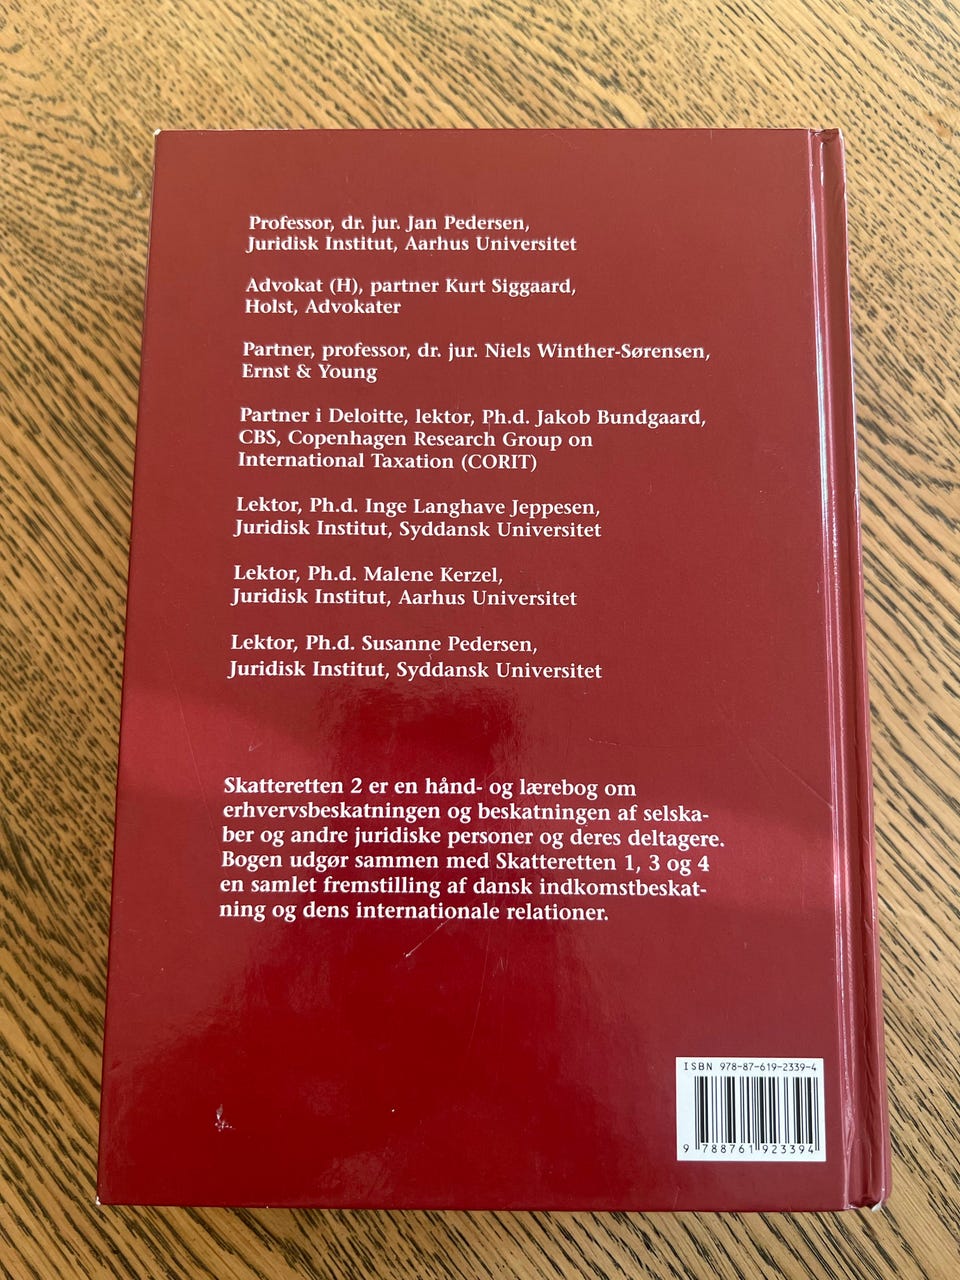 Professor, dr. jur. Jan Pedersen,
Juridisk Institut, Aarhus Universitet
Advokat (H), partner Kurt Siggaard,
Holst, Advokater
Partner, professor, dr. jur. Niels Winther-Sørensen,
Ernst & Young
Partner i Deloitte, lektor, Ph.d. Jakob Bundgaard,
CBS, Copenhagen Research Group on
International Taxation (CORIT)
Lektor, Ph.d. Inge Langhave Jeppesen,
Juridisk Institut, Syddansk Universitet
Lektor, Ph.d. Malene Kerzel,
Juridisk Institut, Aarhus Universitet
Lektor, Ph.d. Susanne Pedersen,
Juridisk Institut, Syddansk Universitet
Skatteretten 2 er en hånd- og lærebog om
erhvervsbeskatningen og beskatningen af selska-
ber og andre juridiske personer og deres deltagere.
Bogen udgør sammen med Skatteretten 1, 3 og 4
en samlet fremstilling af dansk indkomstbeskat-
ning og dens internationale relationer.
ISBN 978-87-619-2339-4
9 788761 923394